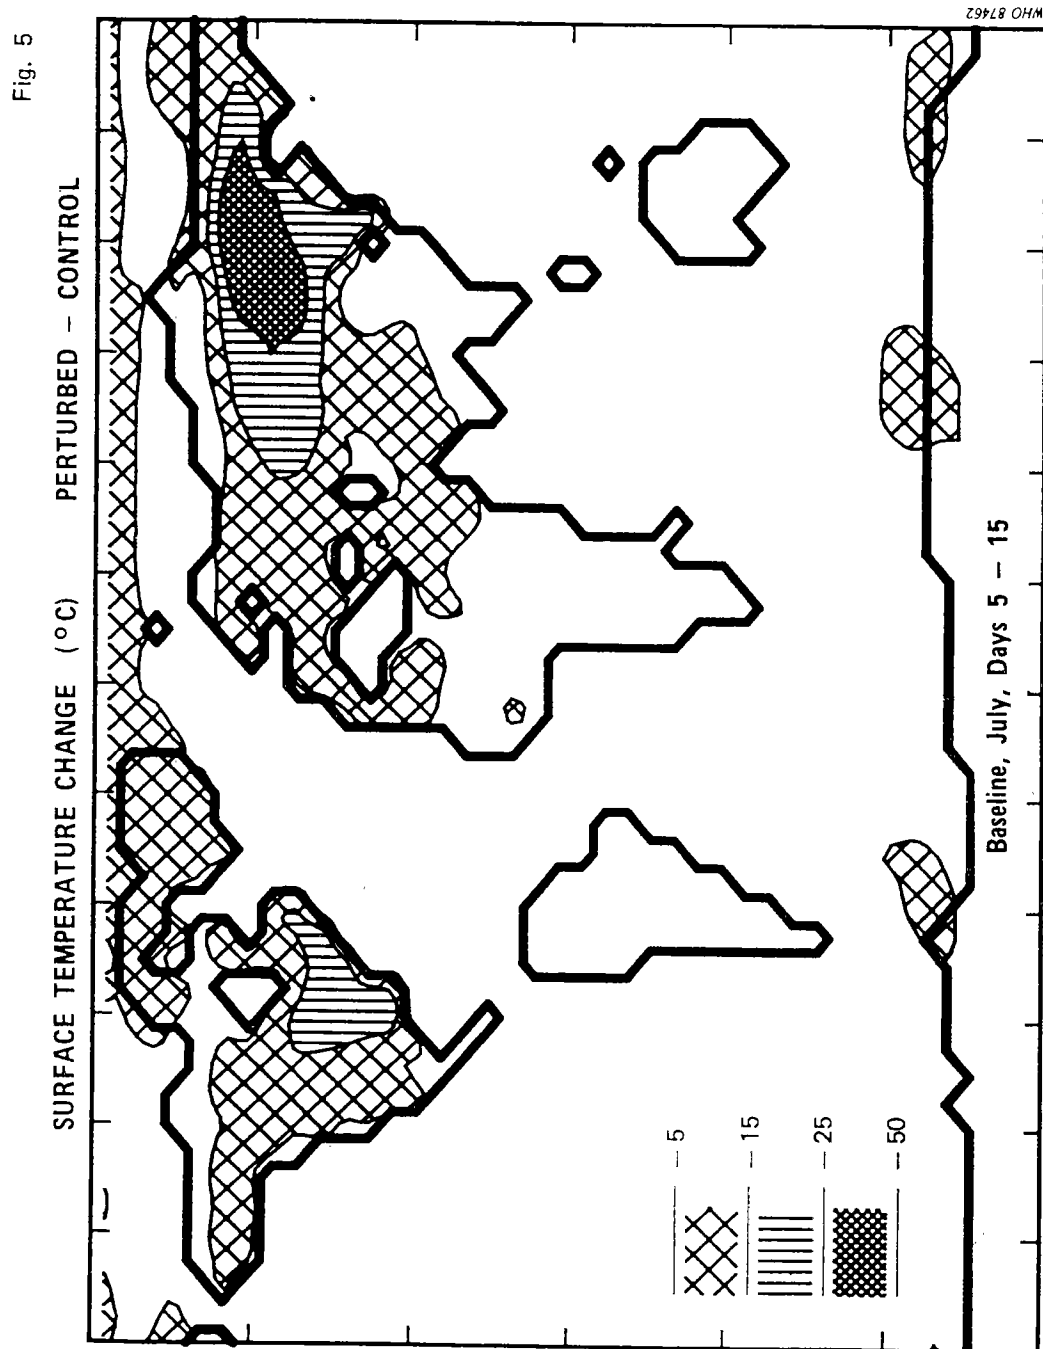 Fig. 5
SURFACE TEMPERATURE CHANGE (°C) PERTURBED – CONTROL
– 5
– 15
– 25
– 50
Baseline, July, Days 5 – 15
WHO 87462